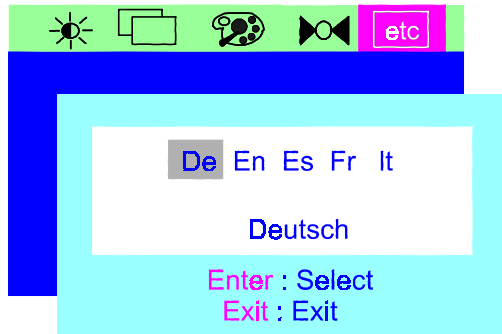 etc
De En Es Fr It
Deutsch
Enter : Select
Exit : Exit